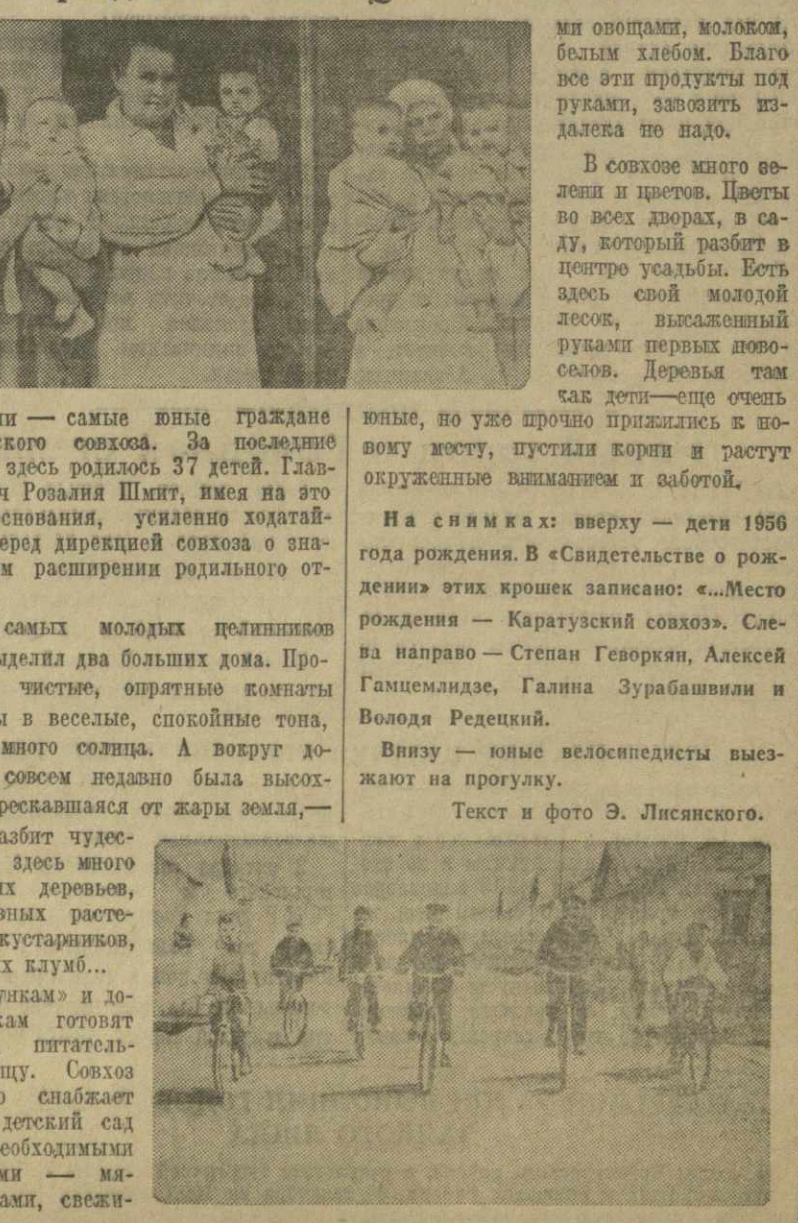 ни — самые юные граждане
ского совхоза. За последние
здесь родилось 37 детей. Глав-
ч Розалия Шмит, имея на это
снования, усиленно ходатай-
еред дирекцией совхоза о зна-
м расширении родильного от-
самых молодых целинников
ыделил два больших дома. Про-
чистые, опрятные комнаты
ы в веселые, спокойные тона,
много солнца. А вокруг до-
совсем недавно была высох-
рескавшаяся от жары земля,—
азбит чудес-
здесь много
ых деревьев,
зных расте-
кустарников,
х клумб...
» и до-
кам готовят
питатель-
щу. Совхоз
о снабжает
детский сад
еобходимыми
ми — мя-
ами, свежи-
ми овощами, молоком,
белым хлебом. Благо
все эти продукты под
руками, завозить из-
далека не надо.
В совхозе много зе-
лени и цветов. Цветы
во всех дворах, в са-
ду, который разбит в
центре усадьбы. Есть
здесь свой молодой
лесок, высаженный
руками первых ново-
селов. Деревья там
как дети—еще очень
юные, но уже прочно прижились к но-
вому месту, пустили корни и растут
окруженные вниманием и заботой.
На снимках: вверху — дети 1956
года рождения. В «Свидетельстве о рож-
дении» этих крошек записано: «...Место
рождения — Каратузский совхоз». Сле-
ва направо — Степан Геворкян, Алексей
Гамцемлидзе, Галина Зурабашвили и
Володя Редецкий.
Внизу — юные велосипедисты выез-
жают на прогулку.
Текст и фото Э. Лисянского.